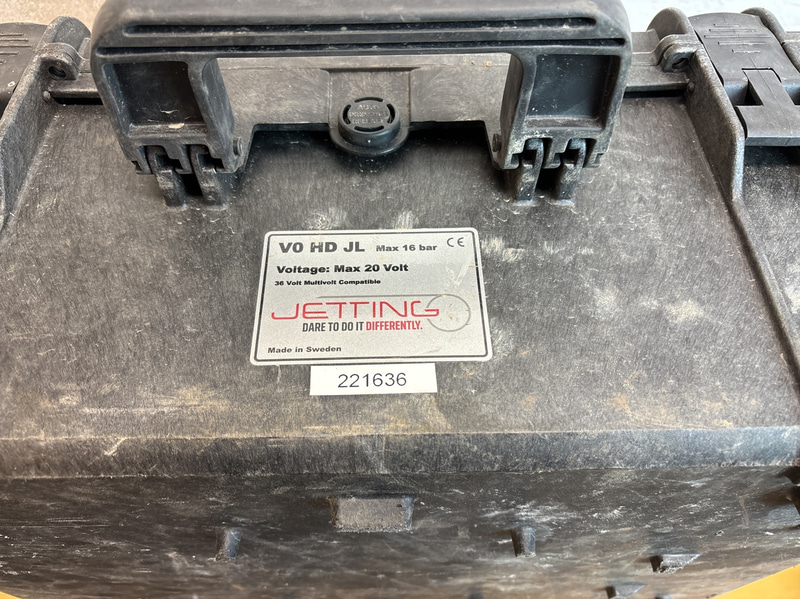 V0 HD JL Max 16 bar CE
Voltage: Max 20 Volt
36 Volt Multivolt Compatible
JETTING
DARE TO DO IT DIFFERENTLY.
Made in Sweden
221636